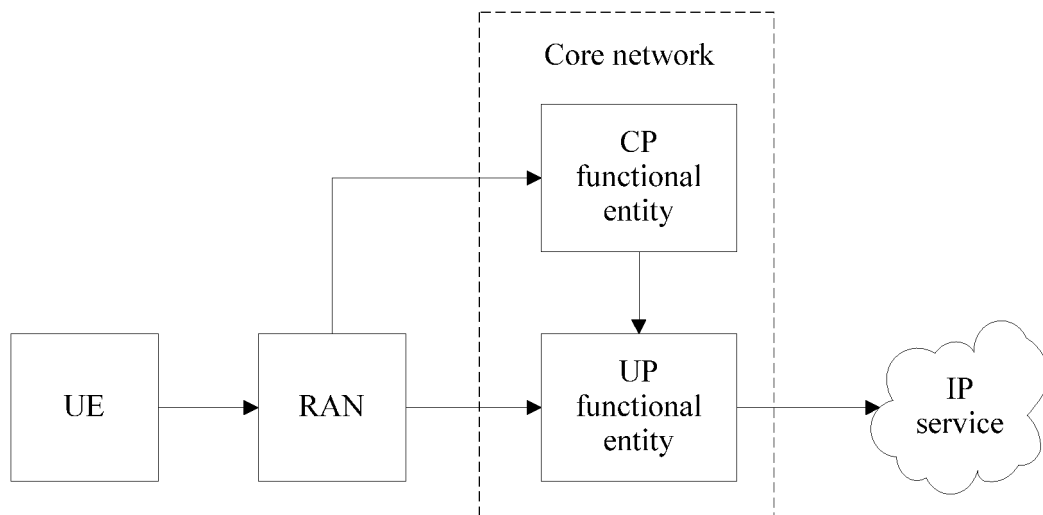 Core network
CP
functional
entity
UE
RAN
UP
functional
entity
IP
service